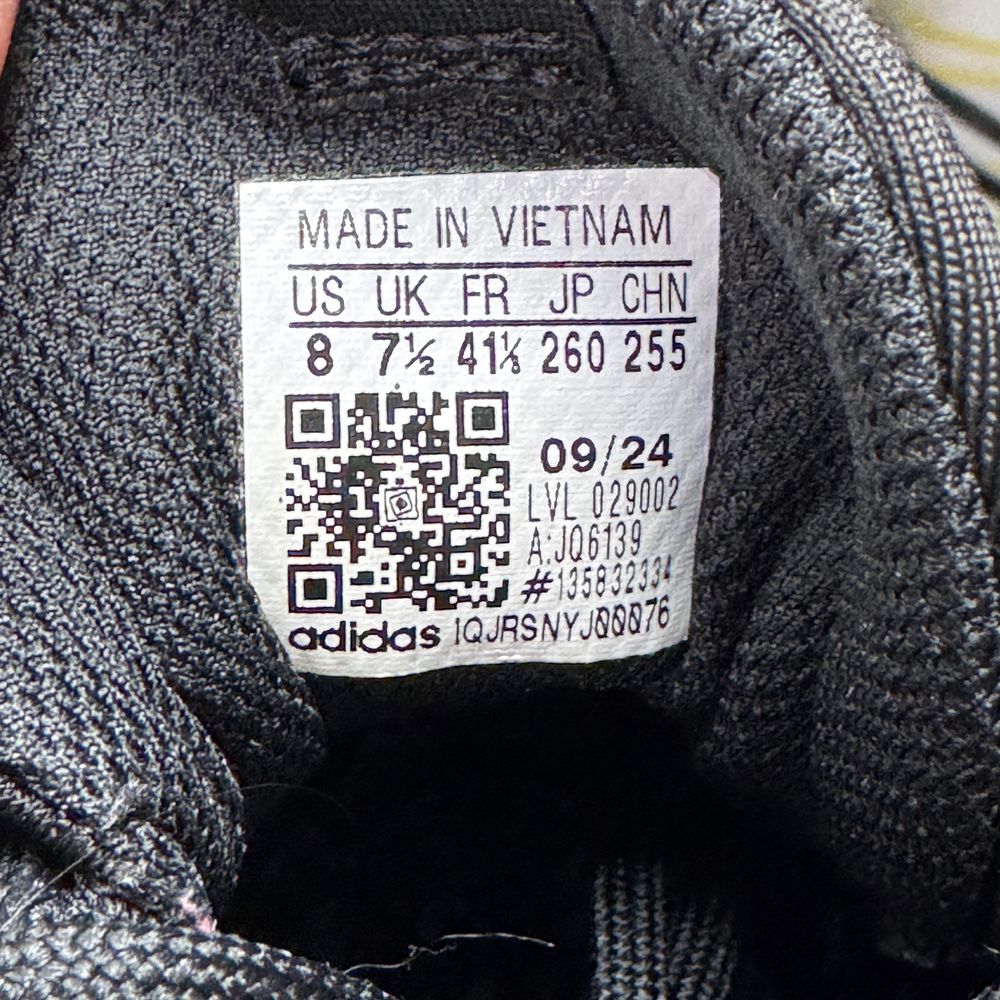 MADE IN VIETNAM
US UK FR JP CHN
8 7½ 41⅓ 260 255
09/24
LVL 029002
A:JQ6139
#135832334
adidas 1QJRSNYJ00076